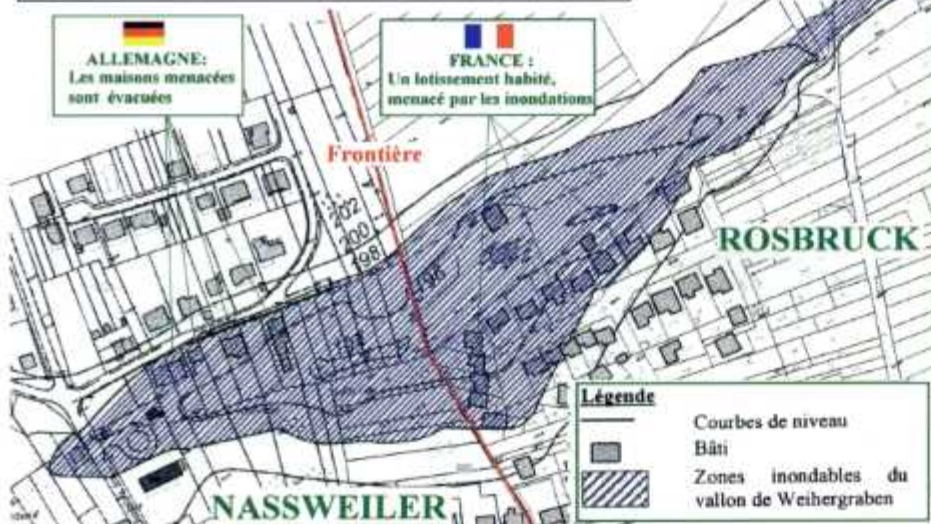 ALLEMAGNE:
Les maisons menacées
sont évacuées
FRANCE :
Un lotissement habité,
menacé par les inondations
Frontière
202
200
198
198
ROSBRUCK
NASSWEILER
Légende
Courbes de niveau
Bâti
Zones inondables du
vallon de Weihergraben